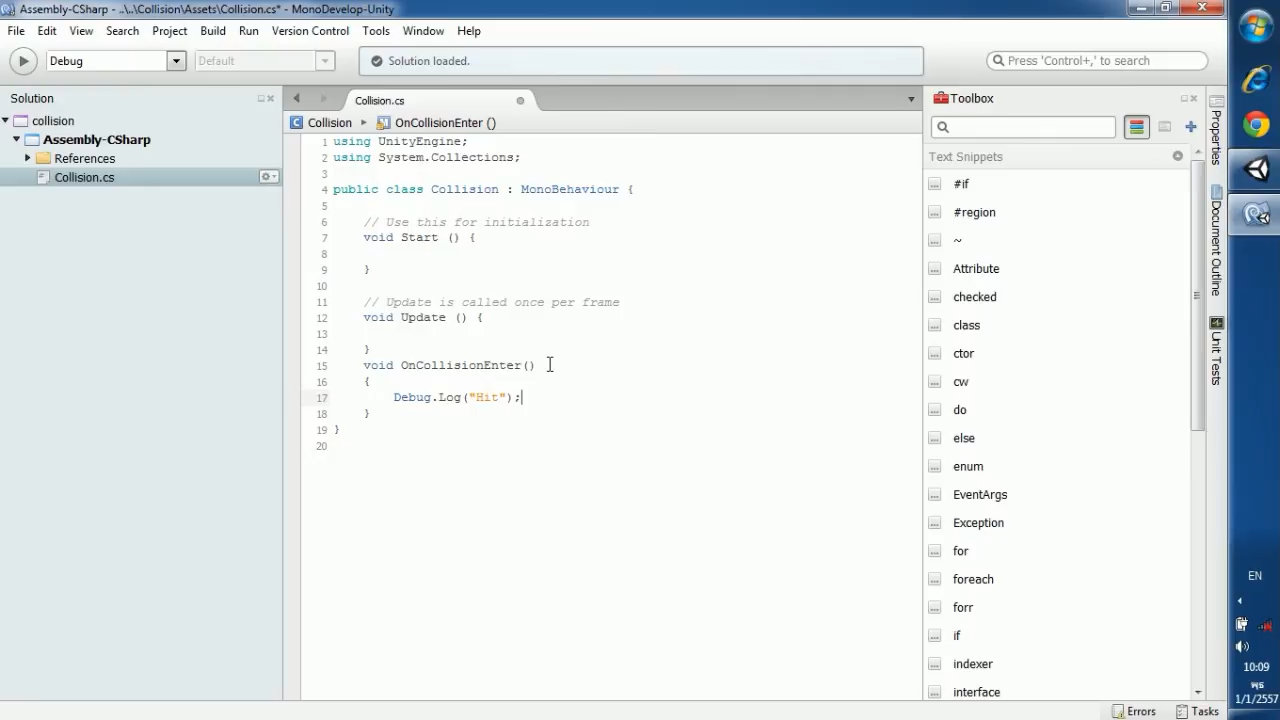 Assembly-CSharp - ..\..\Collision\Assets\Collision.cs* - MonoDevelop-Unity
File Edit View Search Project Build Run Version Control Tools Window Help
Debug Default Solution loaded. Press 'Control+,' to search
Solution
collision
Assembly-CSharp
References
Collision.cs
Collision.cs
Collision OnCollisionEnter ()
1 using UnityEngine;
2 using System.Collections;
3
4 public class Collision : MonoBehaviour {
5
6 // Use this for initialization
7 void Start () {
8
9 }
10
11 // Update is called once per frame
12 void Update () {
13
14 }
15 void OnCollisionEnter()
16 {
17 Debug.Log("Hit");
18 }
19 }
20
Toolbox
Text Snippets
#if
#region
~
Attribute
checked
class
ctor
cw
do
else
enum
EventArgs
Exception
for
foreach
forr
if
indexer
interface
Properties
Document Outline
Unit Tests
Errors Tasks
EN
10:09
พุธ
1/1/2557